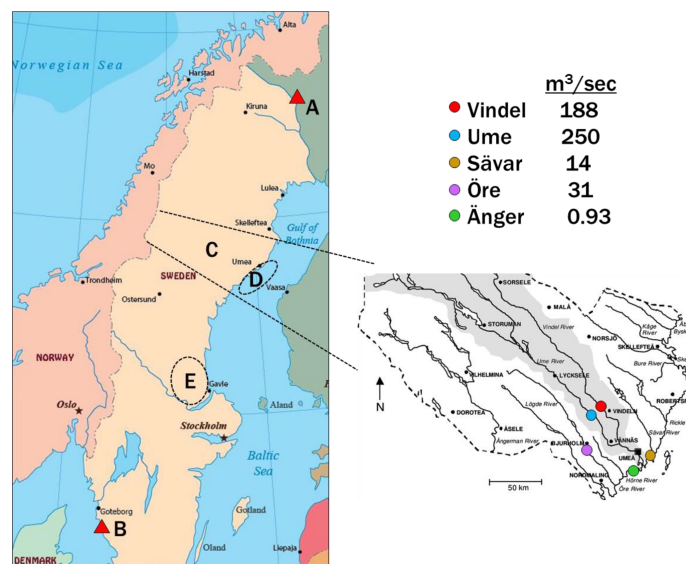 Alta
Norwegian Sea
Harstad
A
Kiruna
Mo
Lulea
Skelleftea
Gulf of
Bothnia
C
Umea
D
SWEDEN
Vaasa
Trondheim
Ostersund
E
NORWAY
Gavle
Oslo
Aland
Stockholm
Baltic
Sea
Goteborg
Gotland
B
Oland
Liepaja
DENMARK
m³/sec
Vindel 188
Ume 250
Sävar 14
Öre 31
Änger 0.93
SORSELE
MALÅ
STORUMAN
Vindel River
Kåge
River
Bysk
NORSJÖ
SKELLEFTEÅ
Ume River
Bure River
VILHELMINA
LYCKSELE
N
Lögde River
ROBERTSF
DOROTEA
VINDELN
Rickle
ÅSELE
Sävar River
Ångerman River
BJURHOLM
VÄNNÄS
UMEÅ
NORDMALING
Hörne River
50 km
Öre River